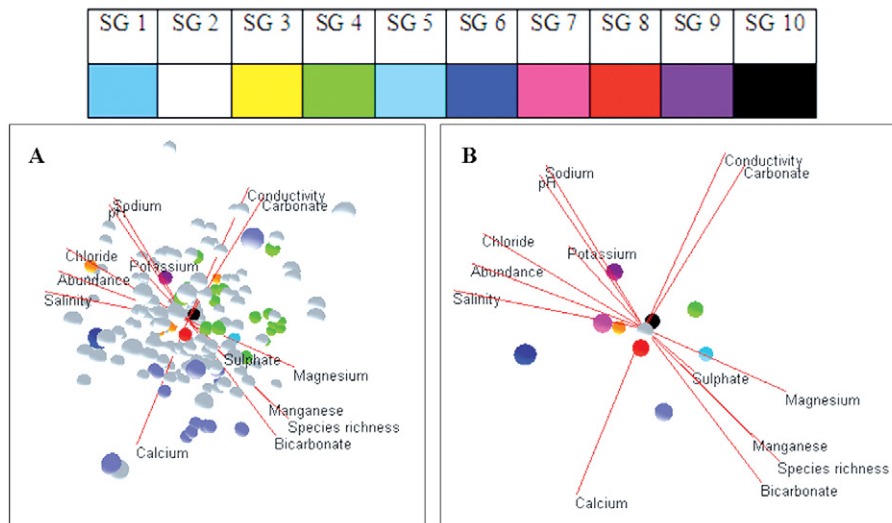 SG 1 SG 2 SG 3 SG 4 SG 5 SG 6 SG 7 SG 8 SG 9 SG 10
A
Conductivity
Sodium
Carbonate
pH
Chloride
Potassium
Abundance
Salinity
Sulphate
Magnesium
Manganese
Species richness
Bicarbonate
Calcium
B
Conductivity
Sodium
Carbonate
pH
Chloride
Potassium
Abundance
Salinity
Sulphate
Magnesium
Manganese
Species richness
Bicarbonate
Calcium